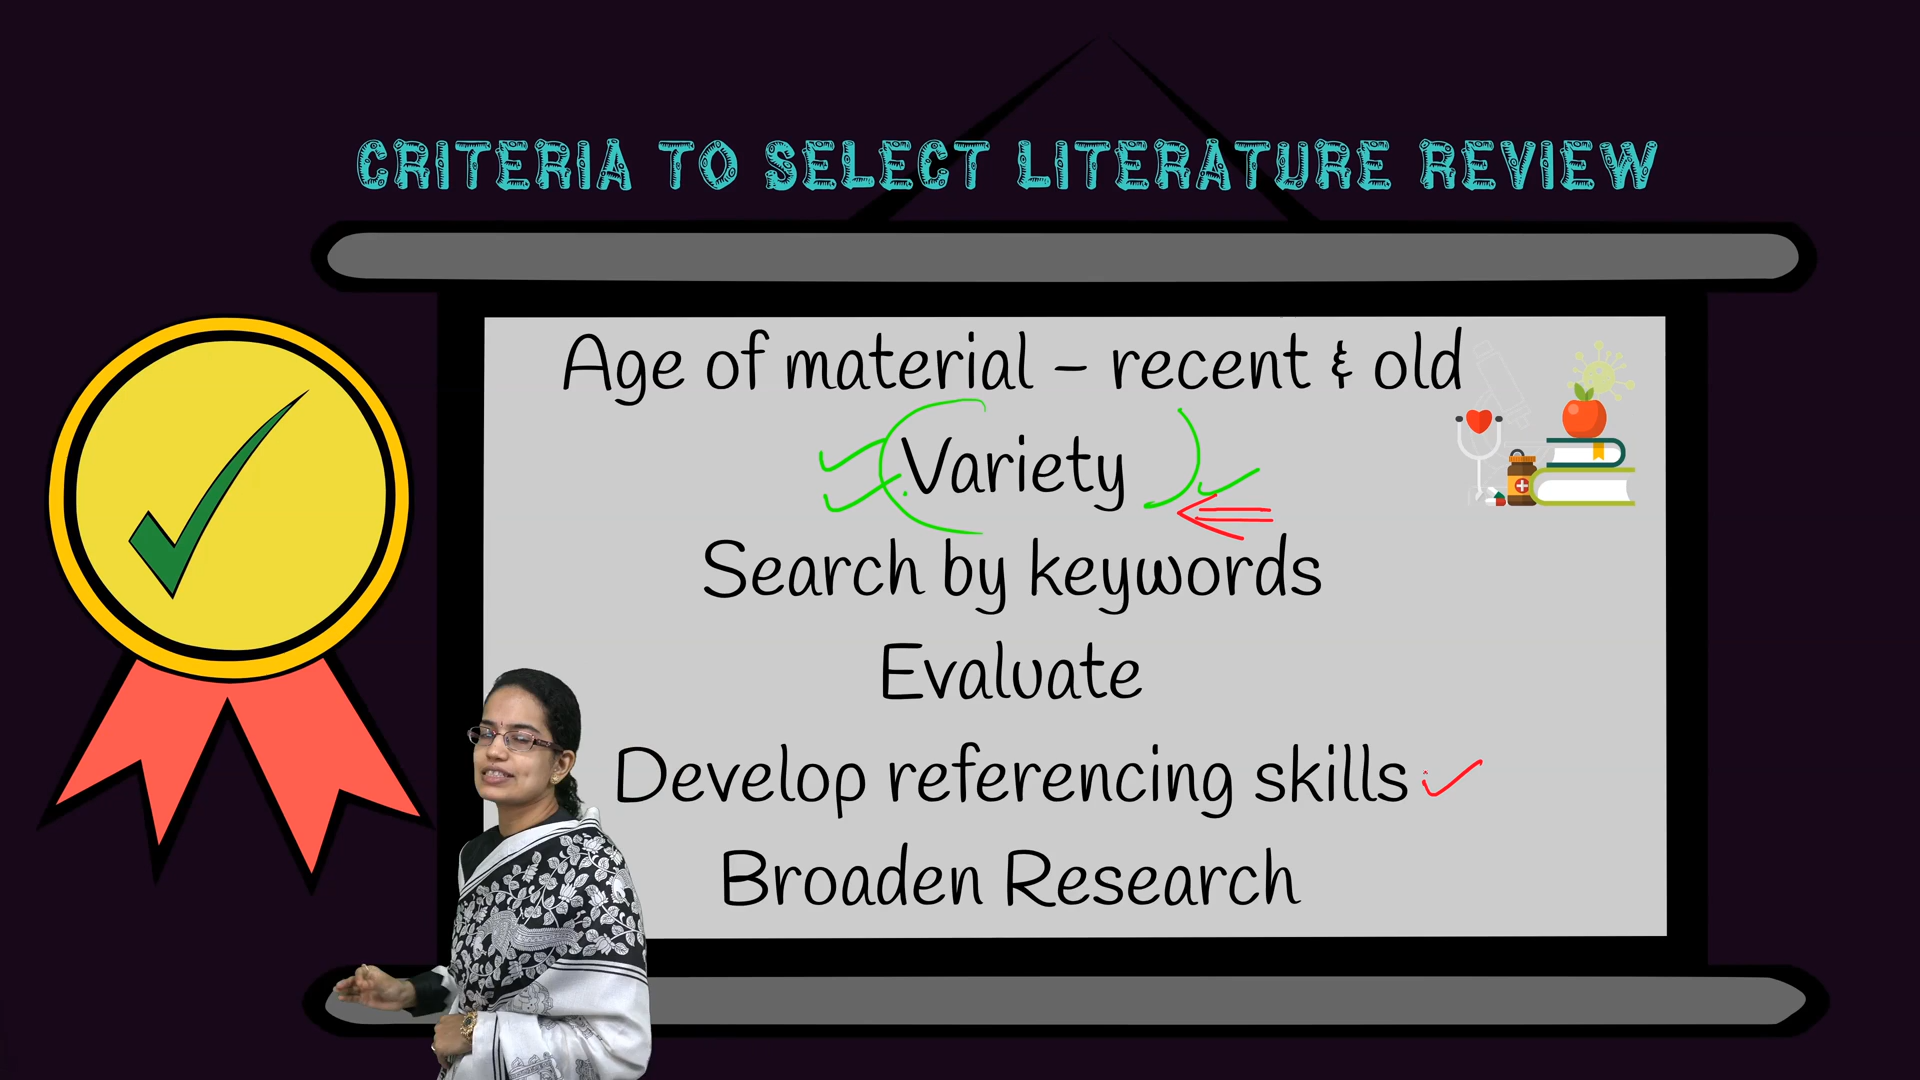 CRITERIA TO SELECT LITERATURE REVIEW
Age of material – recent & old
Variety
Search by keywords
Evaluate
Develop referencing skills
Broaden Research